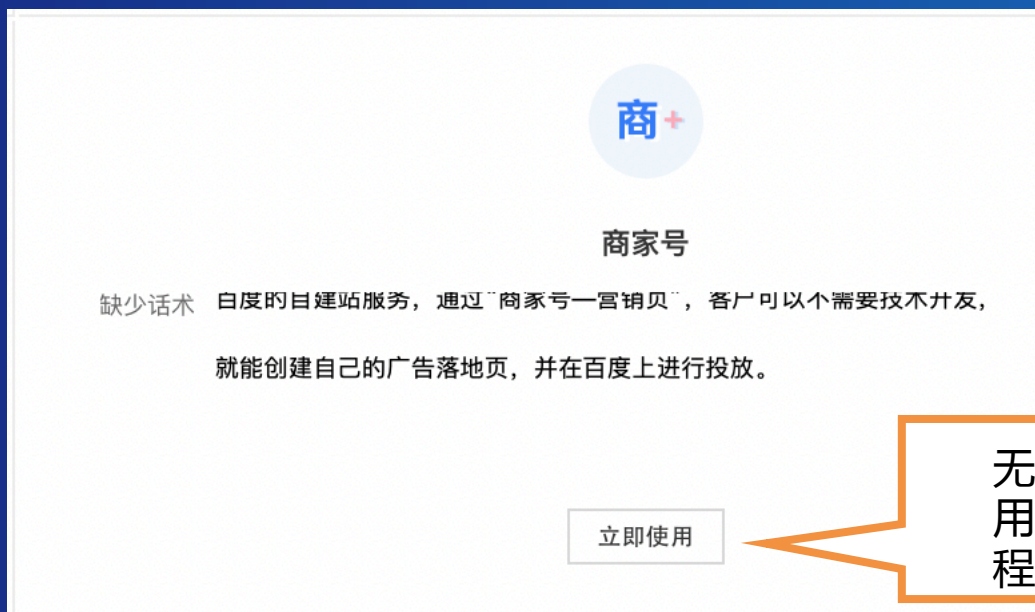 商+
商家号
缺少话术
百度的自建站服务，通过“商家号—营销页”，客户可以不需要技术开发，
就能创建自己的广告落地页，并在百度上进行投放。
立即使用
无
用
程